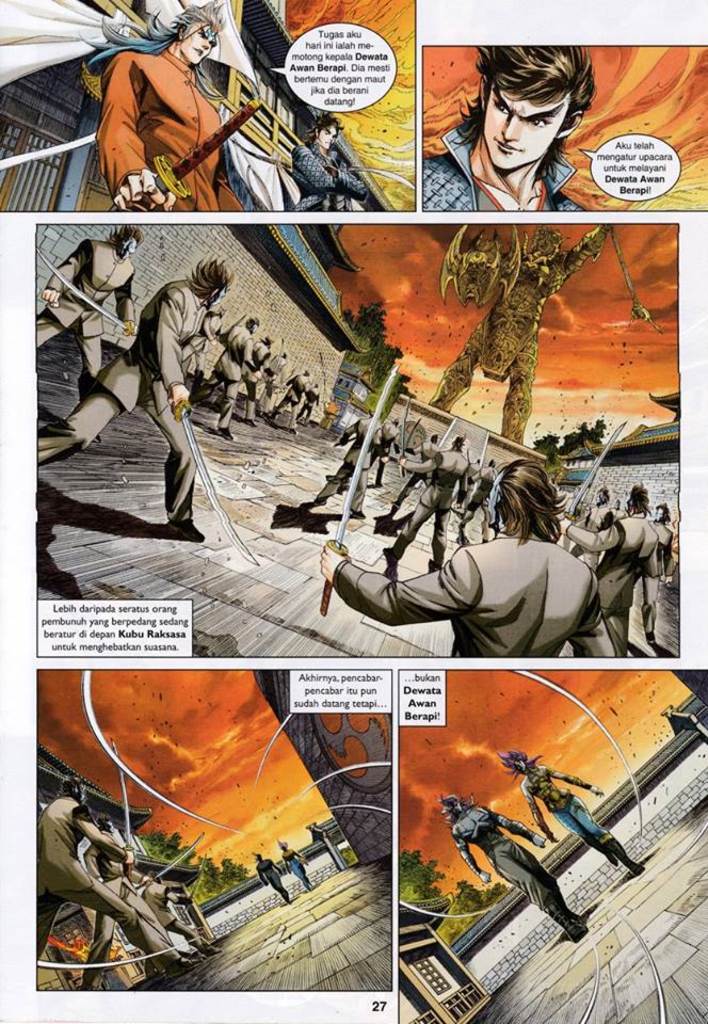 Tugas aku
hari ini ialah me-
motong kepala Dewata
Awan Berapi. Dia mesti
bertemu dengan maut
jika dia berani
datang!
Aku telah
mengatur upacara
untuk melayani
Dewata Awan
Berapi!
Lebih daripada seratus orang
pembunuh yang berpedang sedang
beratur di depan Kubu Raksasa
untuk menghebatkan suasana.
Akhirnya, pencabar-
pencabar itu pun
sudah datang tetapi...
...bukan
Dewata
Awan
Berapi!
27